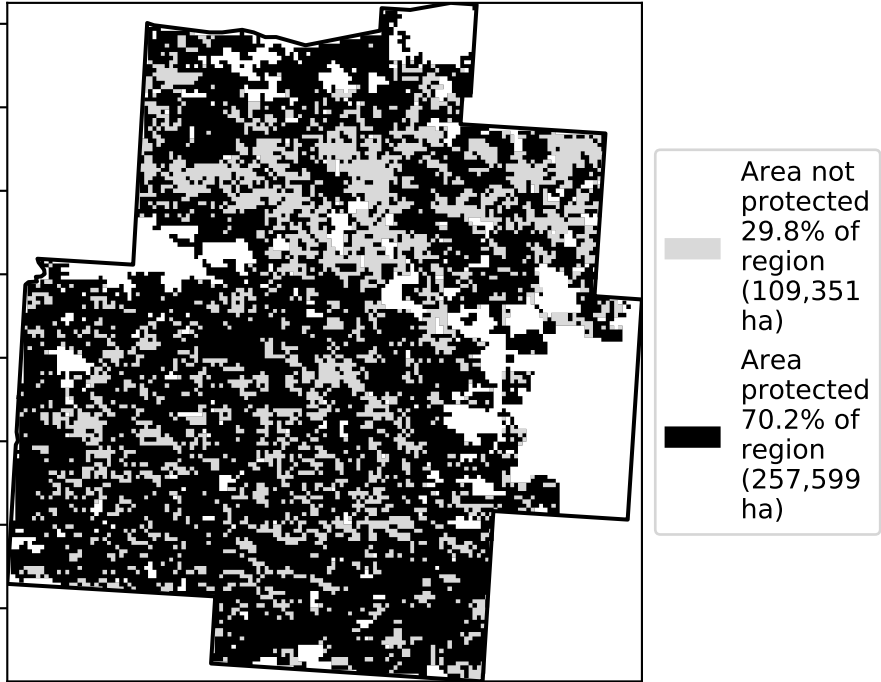 Area not
protected
29.8% of
region
(109,351
ha)
Area
protected
70.2% of
region
(257,599
ha)